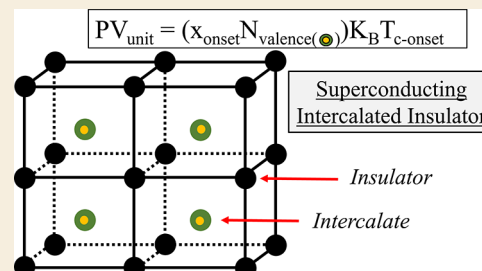 PV_unit = (x_onset N_valence())K_B T_c-onset
Superconducting
Intercalated Insulator
Insulator
Intercalate